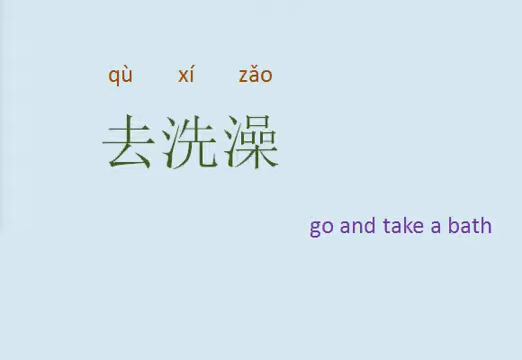 qù xí zǎo
去洗澡
go and take a bath